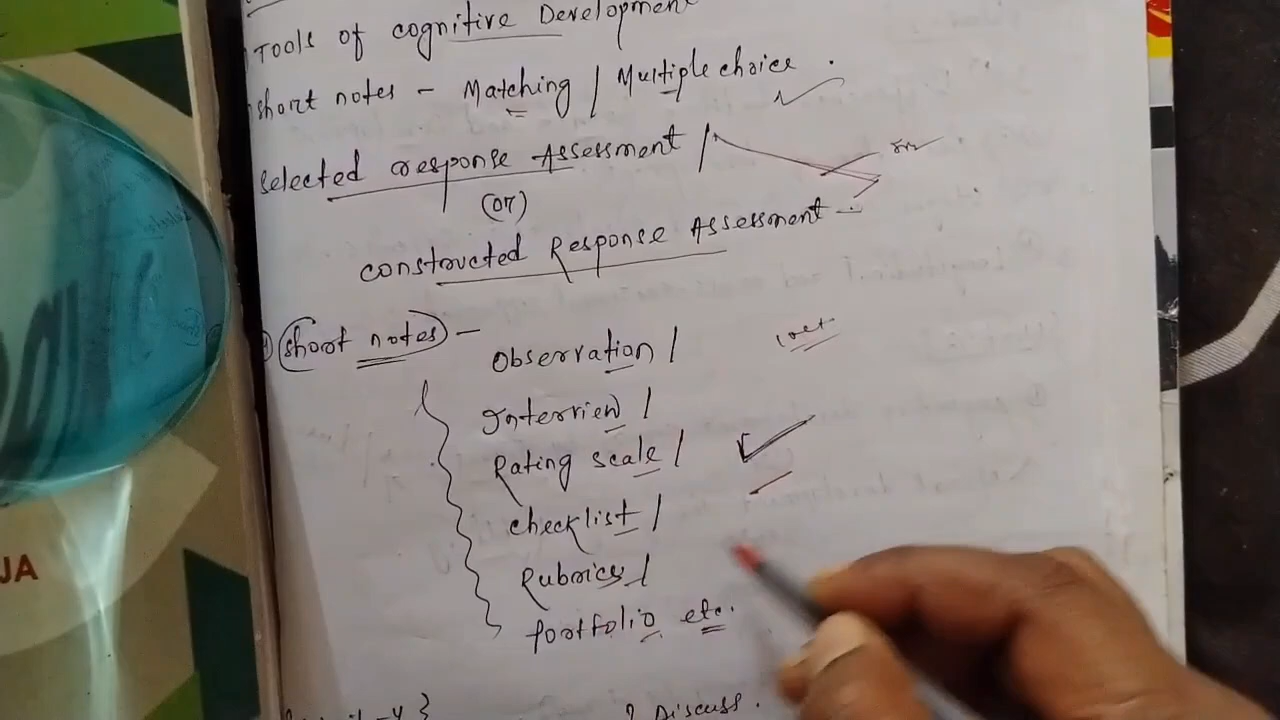 Tools of cognitive Development
short notes - Matching / Multiple choice .
selected response Assessment /
(or)
constructed Response Assessment -
(short notes) -
Observation /
Interview /
Rating scale /
checklist /
Rubrics /
portfolio etc.
? Discuss.
JA